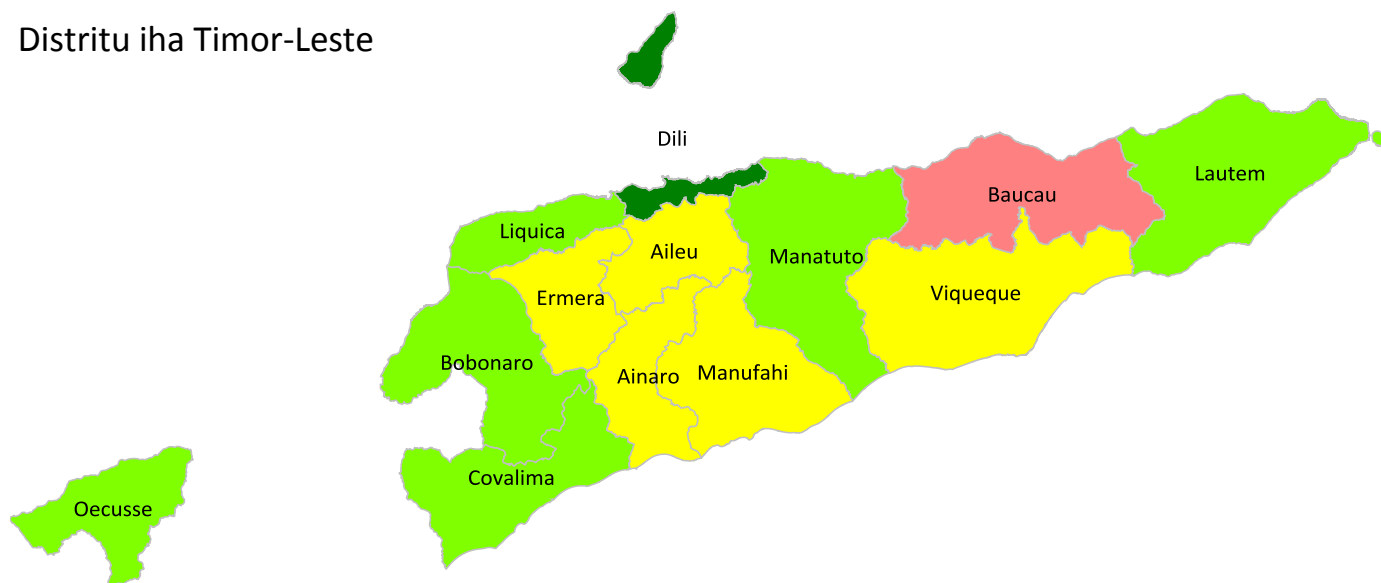 Distritu iha Timor-Leste
Dili
Baucau
Lautem
Liquica
Aileu
Manatuto
Ermera
Viqueque
Bobonaro
Ainaro
Manufahi
Covalima
Oecusse